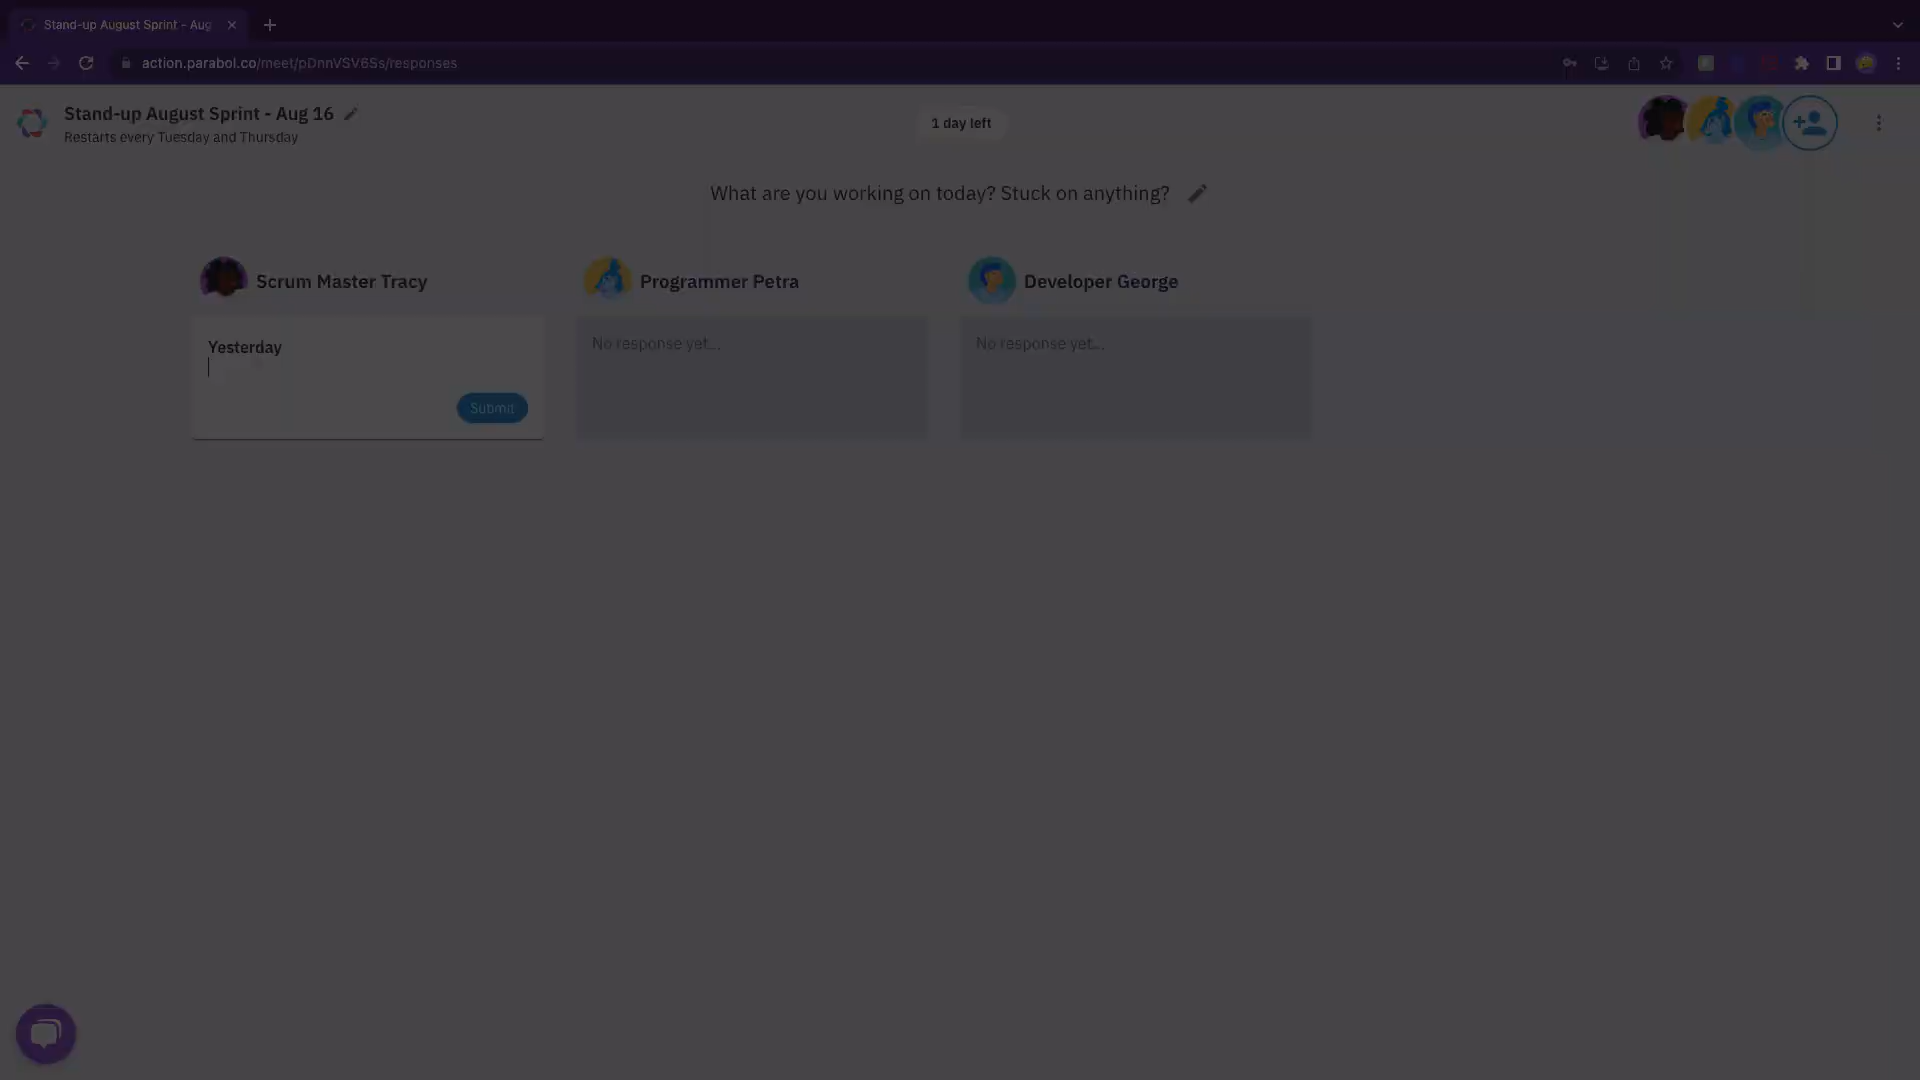 Stand-up August Sprint - Aug
action.parabol.co/meet/pDnnVSV6Ss/responses
Stand-up August Sprint - Aug 16
Restarts every Tuesday and Thursday
1 day left
What are you working on today? Stuck on anything?
Scrum Master Tracy
Programmer Petra
Developer George
Yesterday
No response yet...
No response yet...
Submit